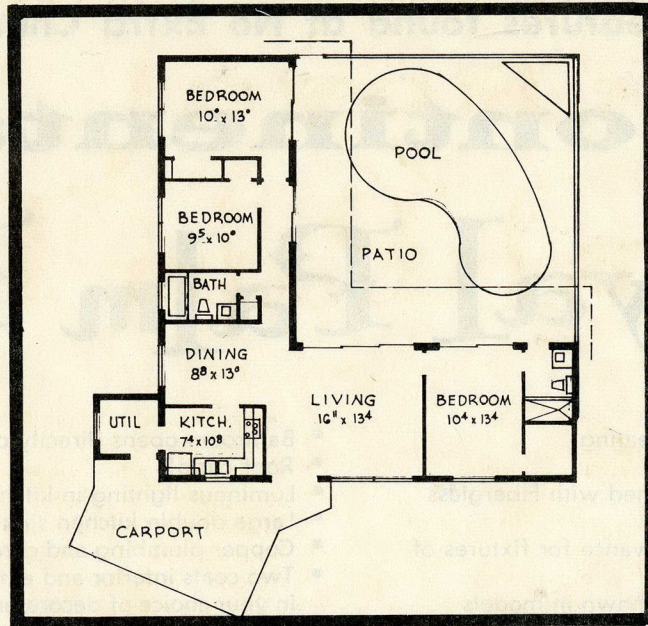 BEDROOM
10⁰ x 13⁰
POOL
BEDROOM
9⁵ x 10⁰
PATIO
BATH
DINING
8⁸ x 13⁰
LIVING
16¹¹ x 13⁴
BEDROOM
10⁴ x 13⁴
UTIL
KITCH.
7⁴ x 10⁸
CARPORT